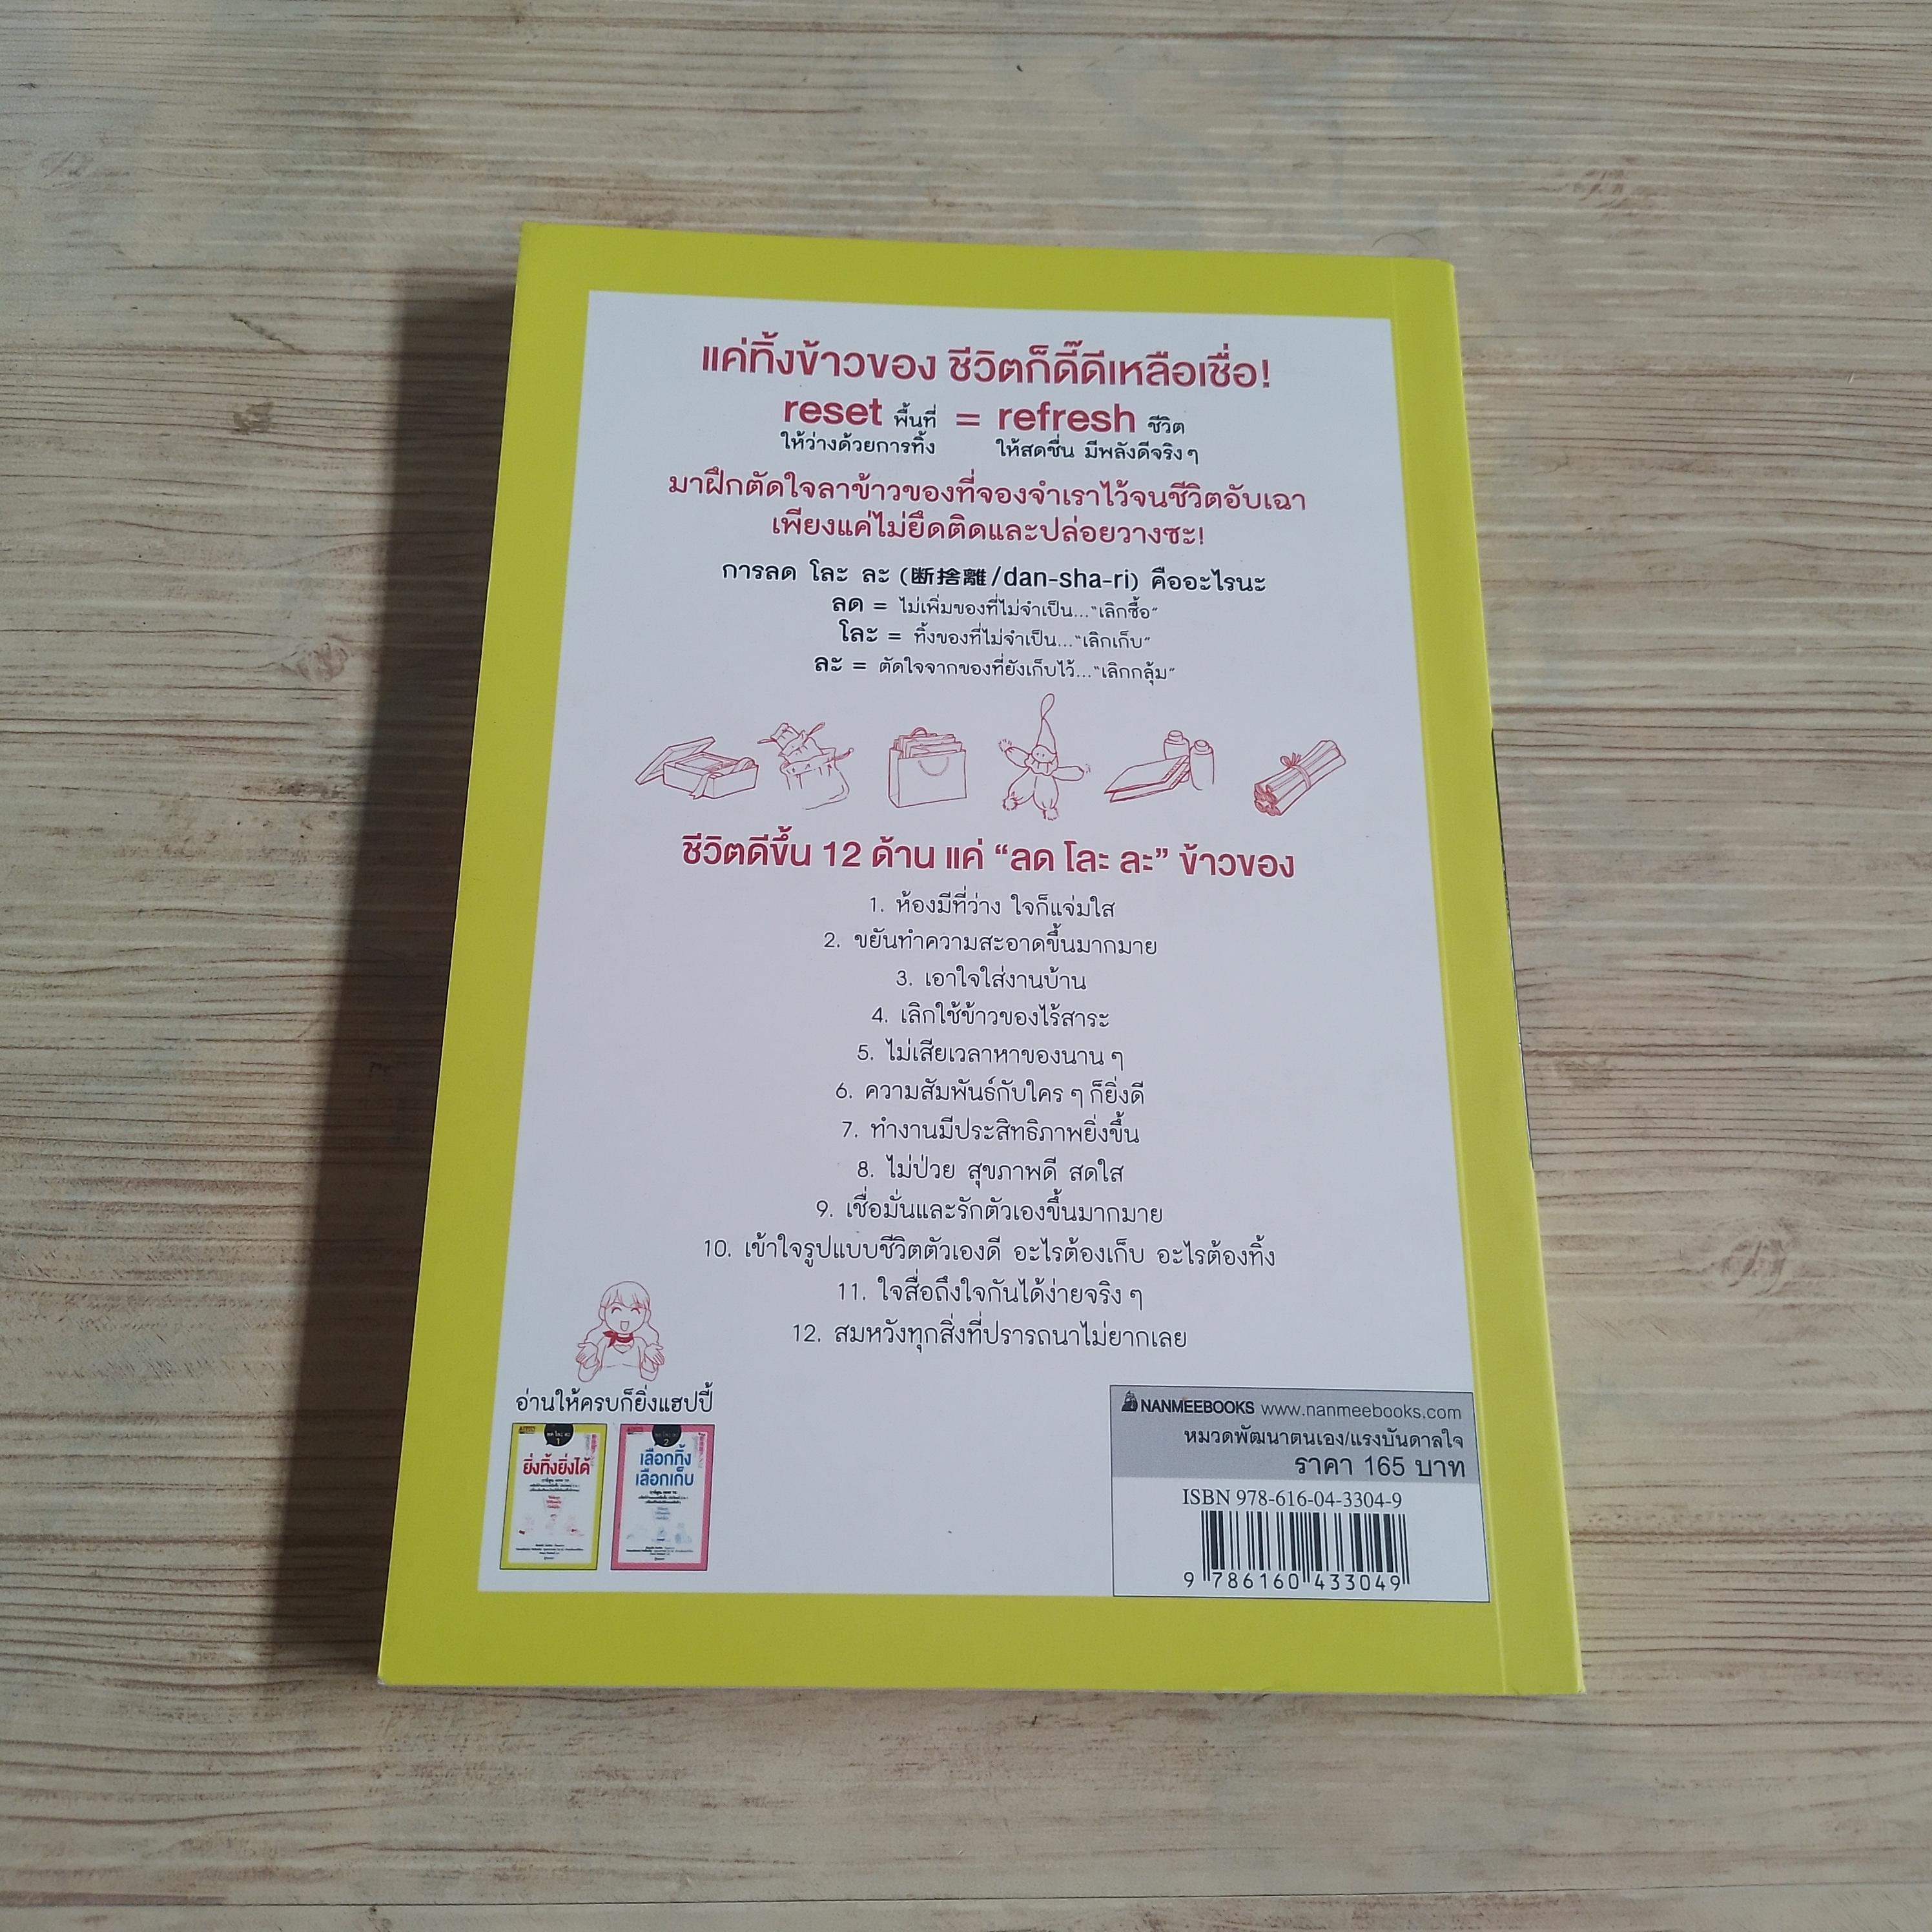 แค่ทิ้งข้าวของ ชีวิตก็ดี๊ดีเหลือเชื่อ!
reset พื้นที่ = refresh ชีวิต
ให้ว่างด้วยการทิ้ง ให้สดชื่น มีพลังดีจริง ๆ
มาฝึกตัดใจลาข้าวของที่จองจำเราไว้จนชีวิตอับเฉา
เพียงแค่ไม่ยึดติดและปล่อยวางซะ!
การลด โละ ละ (断捨離/dan-sha-ri) คืออะไรนะ
ลด = ไม่เพิ่มของที่ไม่จำเป็น..."เลิกซื้อ"
โละ = ทิ้งของที่ไม่จำเป็น..."เลิกเก็บ"
ละ = ตัดใจจากของที่ยังเก็บไว้..."เลิกกลุ้ม"
ชีวิตดีขึ้น 12 ด้าน แค่ “ลด โละ ละ” ข้าวของ
1. ห้องมีที่ว่าง ใจก็แจ่มใส
2. ขยันทำความสะอาดขึ้นมากมาย
3. เอาใจใส่งานบ้าน
4. เลิกใช้ข้าวของไร้สาระ
5. ไม่เสียเวลาหาของนาน ๆ
6. ความสัมพันธ์กับใคร ๆ ก็ยิ่งดี
7. ทำงานมีประสิทธิภาพยิ่งขึ้น
8. ไม่ป่วย สุขภาพดี สดใส
9. เชื่อมั่นและรักตัวเองขึ้นมากมาย
10. เข้าใจรูปแบบชีวิตตัวเองดี อะไรต้องเก็บ อะไรต้องทิ้ง
11. ใจสื่อถึงใจกันได้ง่ายจริง ๆ
12. สมหวังทุกสิ่งที่ปรารถนาไม่ยากเลย
อ่านให้ครบก็ยิ่งแฮปปี้
ลด โละ ละ
1
ยิ่งทิ้งยิ่งได้
2
เลือกทิ้ง
เลือกเก็บ
NANMEEBOOKS www.nanmeebooks.com
หมวดพัฒนาตนเอง/แรงบันดาลใจ
ราคา 165 บาท
ISBN 978-616-04-3304-9
9 786160 433049